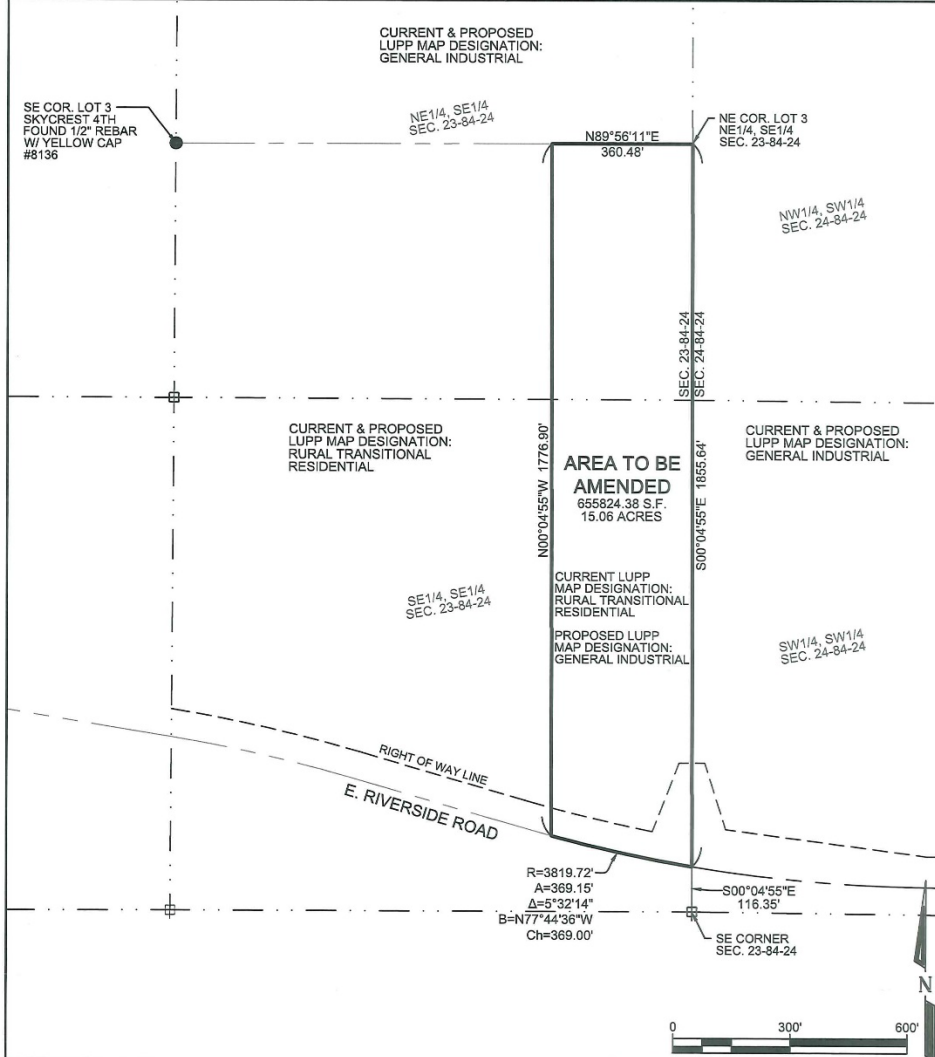 CURRENT & PROPOSED
LUPP MAP DESIGNATION:
GENERAL INDUSTRIAL
SE COR. LOT 3
SKYCREST 4TH
FOUND 1/2" REBAR
W/ YELLOW CAP
#8136
NE1/4, SE1/4
SEC. 23-84-24
N89°56'11"E
360.48'
NE COR. LOT 3
NE1/4, SE1/4
SEC. 23-84-24
NW1/4, SW1/4
SEC. 24-84-24
SEC. 23-84-24
SEC. 24-84-24
CURRENT & PROPOSED
LUPP MAP DESIGNATION:
RURAL TRANSITIONAL
RESIDENTIAL
N00°04'55"W 1776.90'
AREA TO BE
AMENDED
655824.38 S.F.
15.06 ACRES
S00°04'55"E 1855.64'
CURRENT & PROPOSED
LUPP MAP DESIGNATION:
GENERAL INDUSTRIAL
SE1/4, SE1/4
SEC. 23-84-24
CURRENT LUPP
MAP DESIGNATION:
RURAL TRANSITIONAL
RESIDENTIAL
PROPOSED LUPP
MAP DESIGNATION:
GENERAL INDUSTRIAL
SW1/4, SW1/4
SEC. 24-84-24
RIGHT OF WAY LINE
E. RIVERSIDE ROAD
R=3819.72'
A=369.15'
Δ=5°32'14"
B=N77°44'36"W
Ch=369.00'
S00°04'55"E
116.35'
SE CORNER
SEC. 23-84-24
N
0 300' 600'